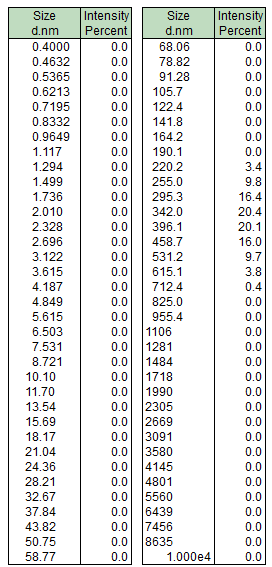 Size Intensity Size Intensity
d.nm Percent d.nm Percent
0.4000 0.0 68.06 0.0
0.4632 0.0 78.82 0.0
0.5365 0.0 91.28 0.0
0.6213 0.0 105.7 0.0
0.7195 0.0 122.4 0.0
0.8332 0.0 141.8 0.0
0.9649 0.0 164.2 0.0
1.117 0.0 190.1 0.0
1.294 0.0 220.2 3.4
1.499 0.0 255.0 9.8
1.736 0.0 295.3 16.4
2.010 0.0 342.0 20.4
2.328 0.0 396.1 20.1
2.696 0.0 458.7 16.0
3.122 0.0 531.2 9.7
3.615 0.0 615.1 3.8
4.187 0.0 712.4 0.4
4.849 0.0 825.0 0.0
5.615 0.0 955.4 0.0
6.503 0.0 1106 0.0
7.531 0.0 1281 0.0
8.721 0.0 1484 0.0
10.10 0.0 1718 0.0
11.70 0.0 1990 0.0
13.54 0.0 2305 0.0
15.69 0.0 2669 0.0
18.17 0.0 3091 0.0
21.04 0.0 3580 0.0
24.36 0.0 4145 0.0
28.21 0.0 4801 0.0
32.67 0.0 5560 0.0
37.84 0.0 6439 0.0
43.82 0.0 7456 0.0
50.75 0.0 8635 0.0
58.77 0.0 1.000e4 0.0